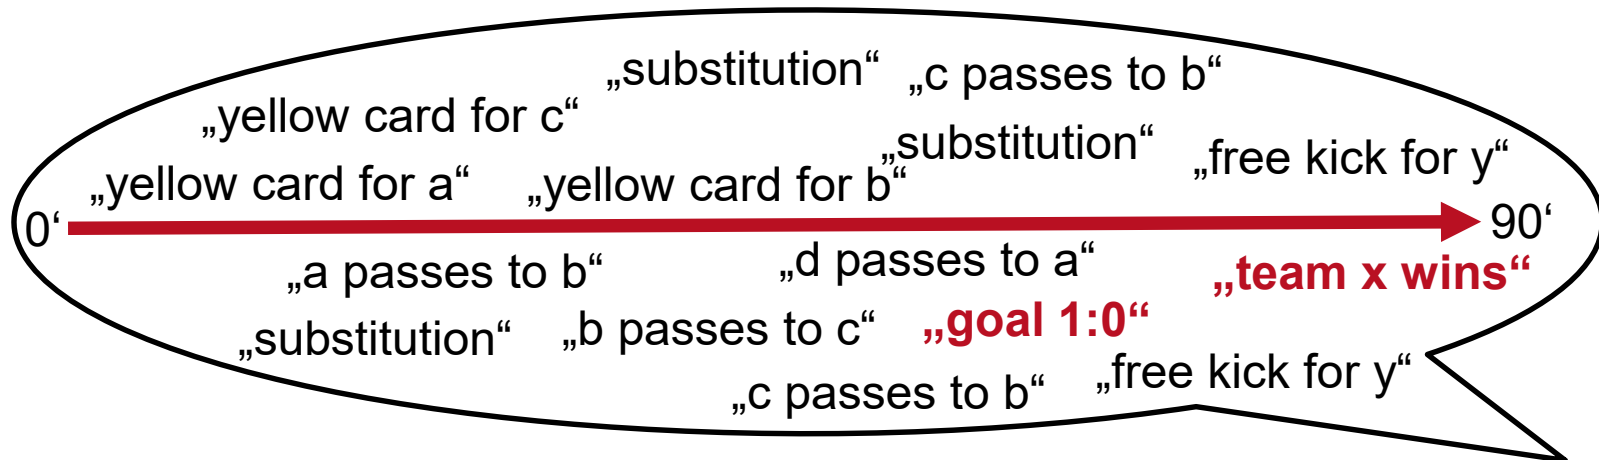 „substitution“
„c passes to b“
„yellow card for c“
„substitution“
„free kick for y“
„yellow card for a“
„yellow card for b“
0‘
90‘
„a passes to b“
„d passes to a“
„team x wins“
„substitution“
„b passes to c“
„goal 1:0“
„c passes to b“
„free kick for y“